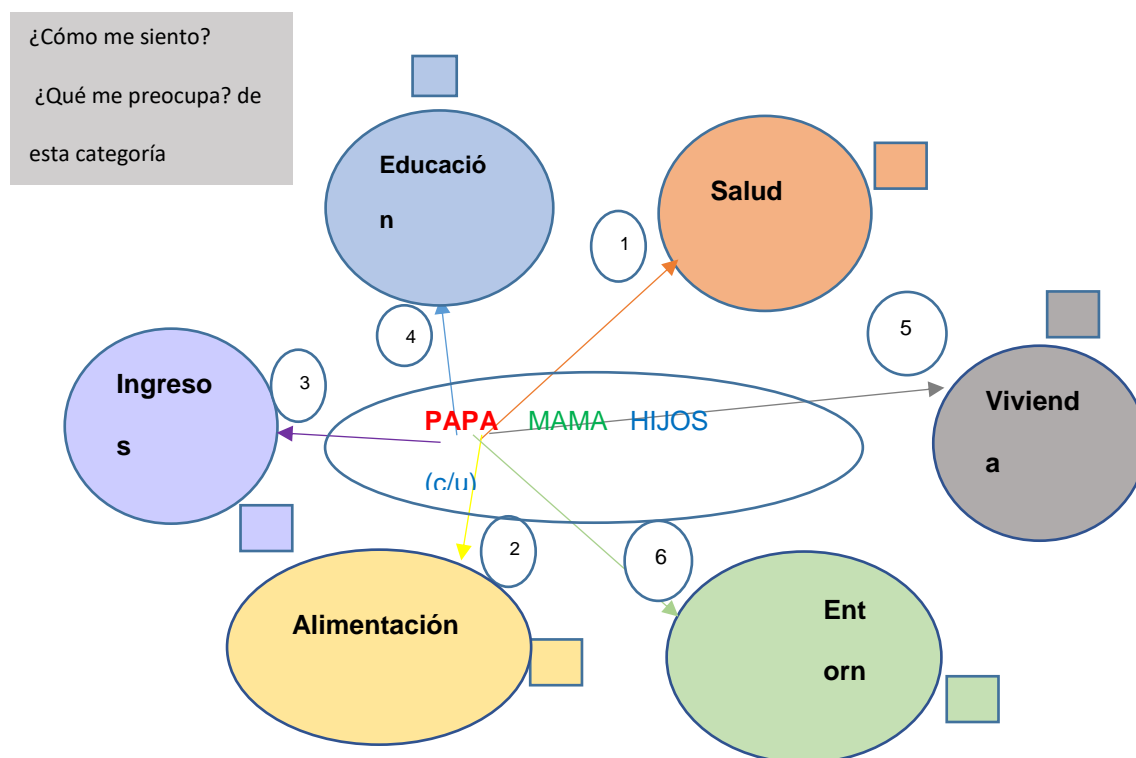 ¿Cómo me siento?
¿Qué me preocupa? de
esta categoría
Educació
n
Salud
1
4
5
Ingreso
s
3
Viviend
a
PAPA MAMA HIJOS
(c/u)
2
6
Alimentación
Ent
orn